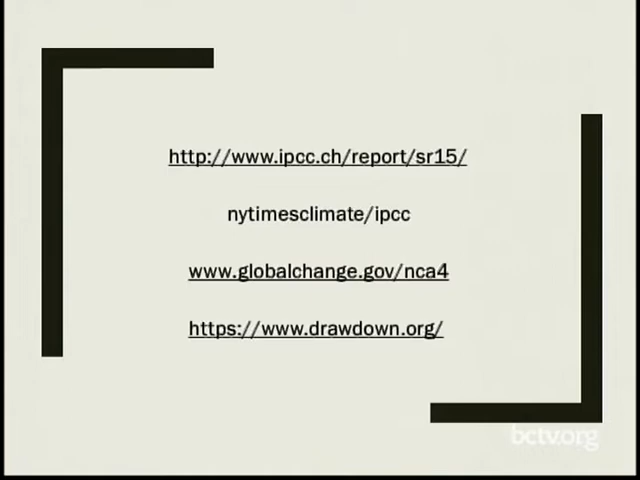 http://www.ipcc.ch/report/sr15/
nytimesclimate/ipcc
www.globalchange.gov/nca4
https://www.drawdown.org/
bctv.org